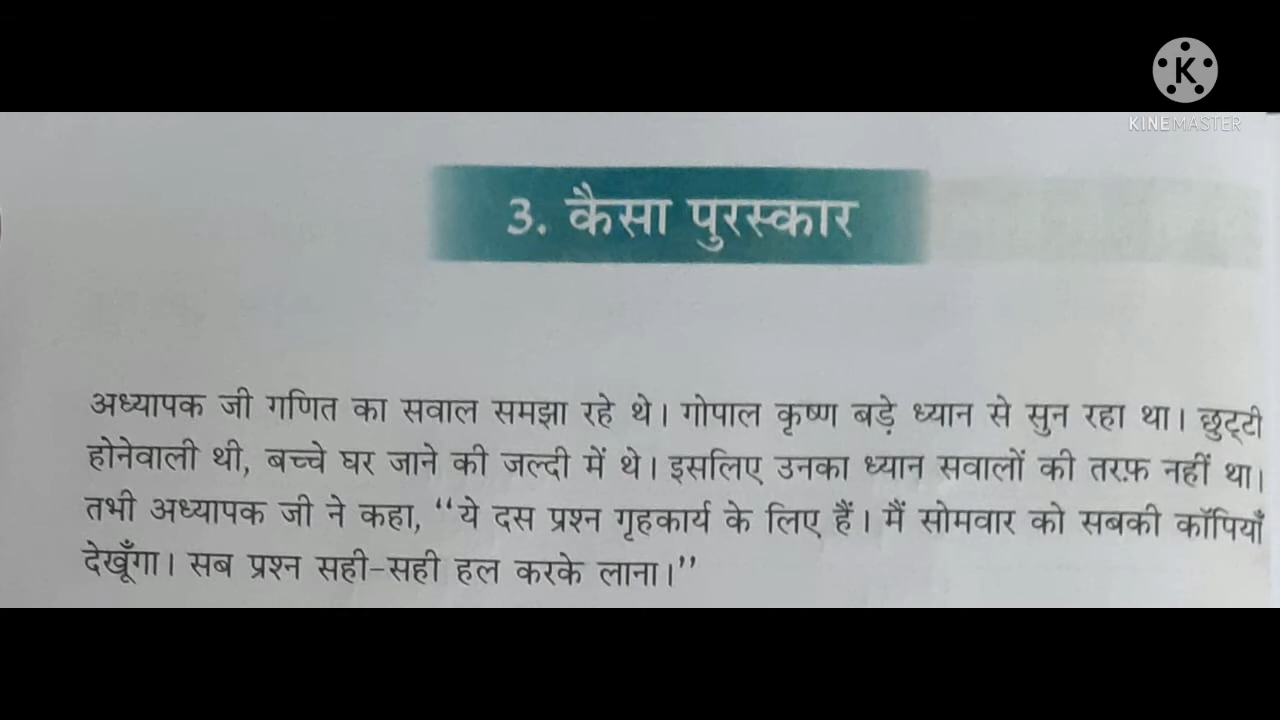 K
KINEMASTER
3. कैसा पुरस्कार
अध्यापक जी गणित का सवाल समझा रहे थे। गोपाल कृष्ण बड़े ध्यान से सुन रहा था। छुट्‌टी
होनेवाली थी, बच्चे घर जाने की जल्दी में थे। इसलिए उनका ध्यान सवालों की तरफ़ नहीं था।
तभी अध्यापक जी ने कहा, “ये दस प्रश्न गृहकार्य के लिए हैं। मैं सोमवार को सबकी कॉपियाँ
देखूँगा। सब प्रश्न सही-सही हल करके लाना।”